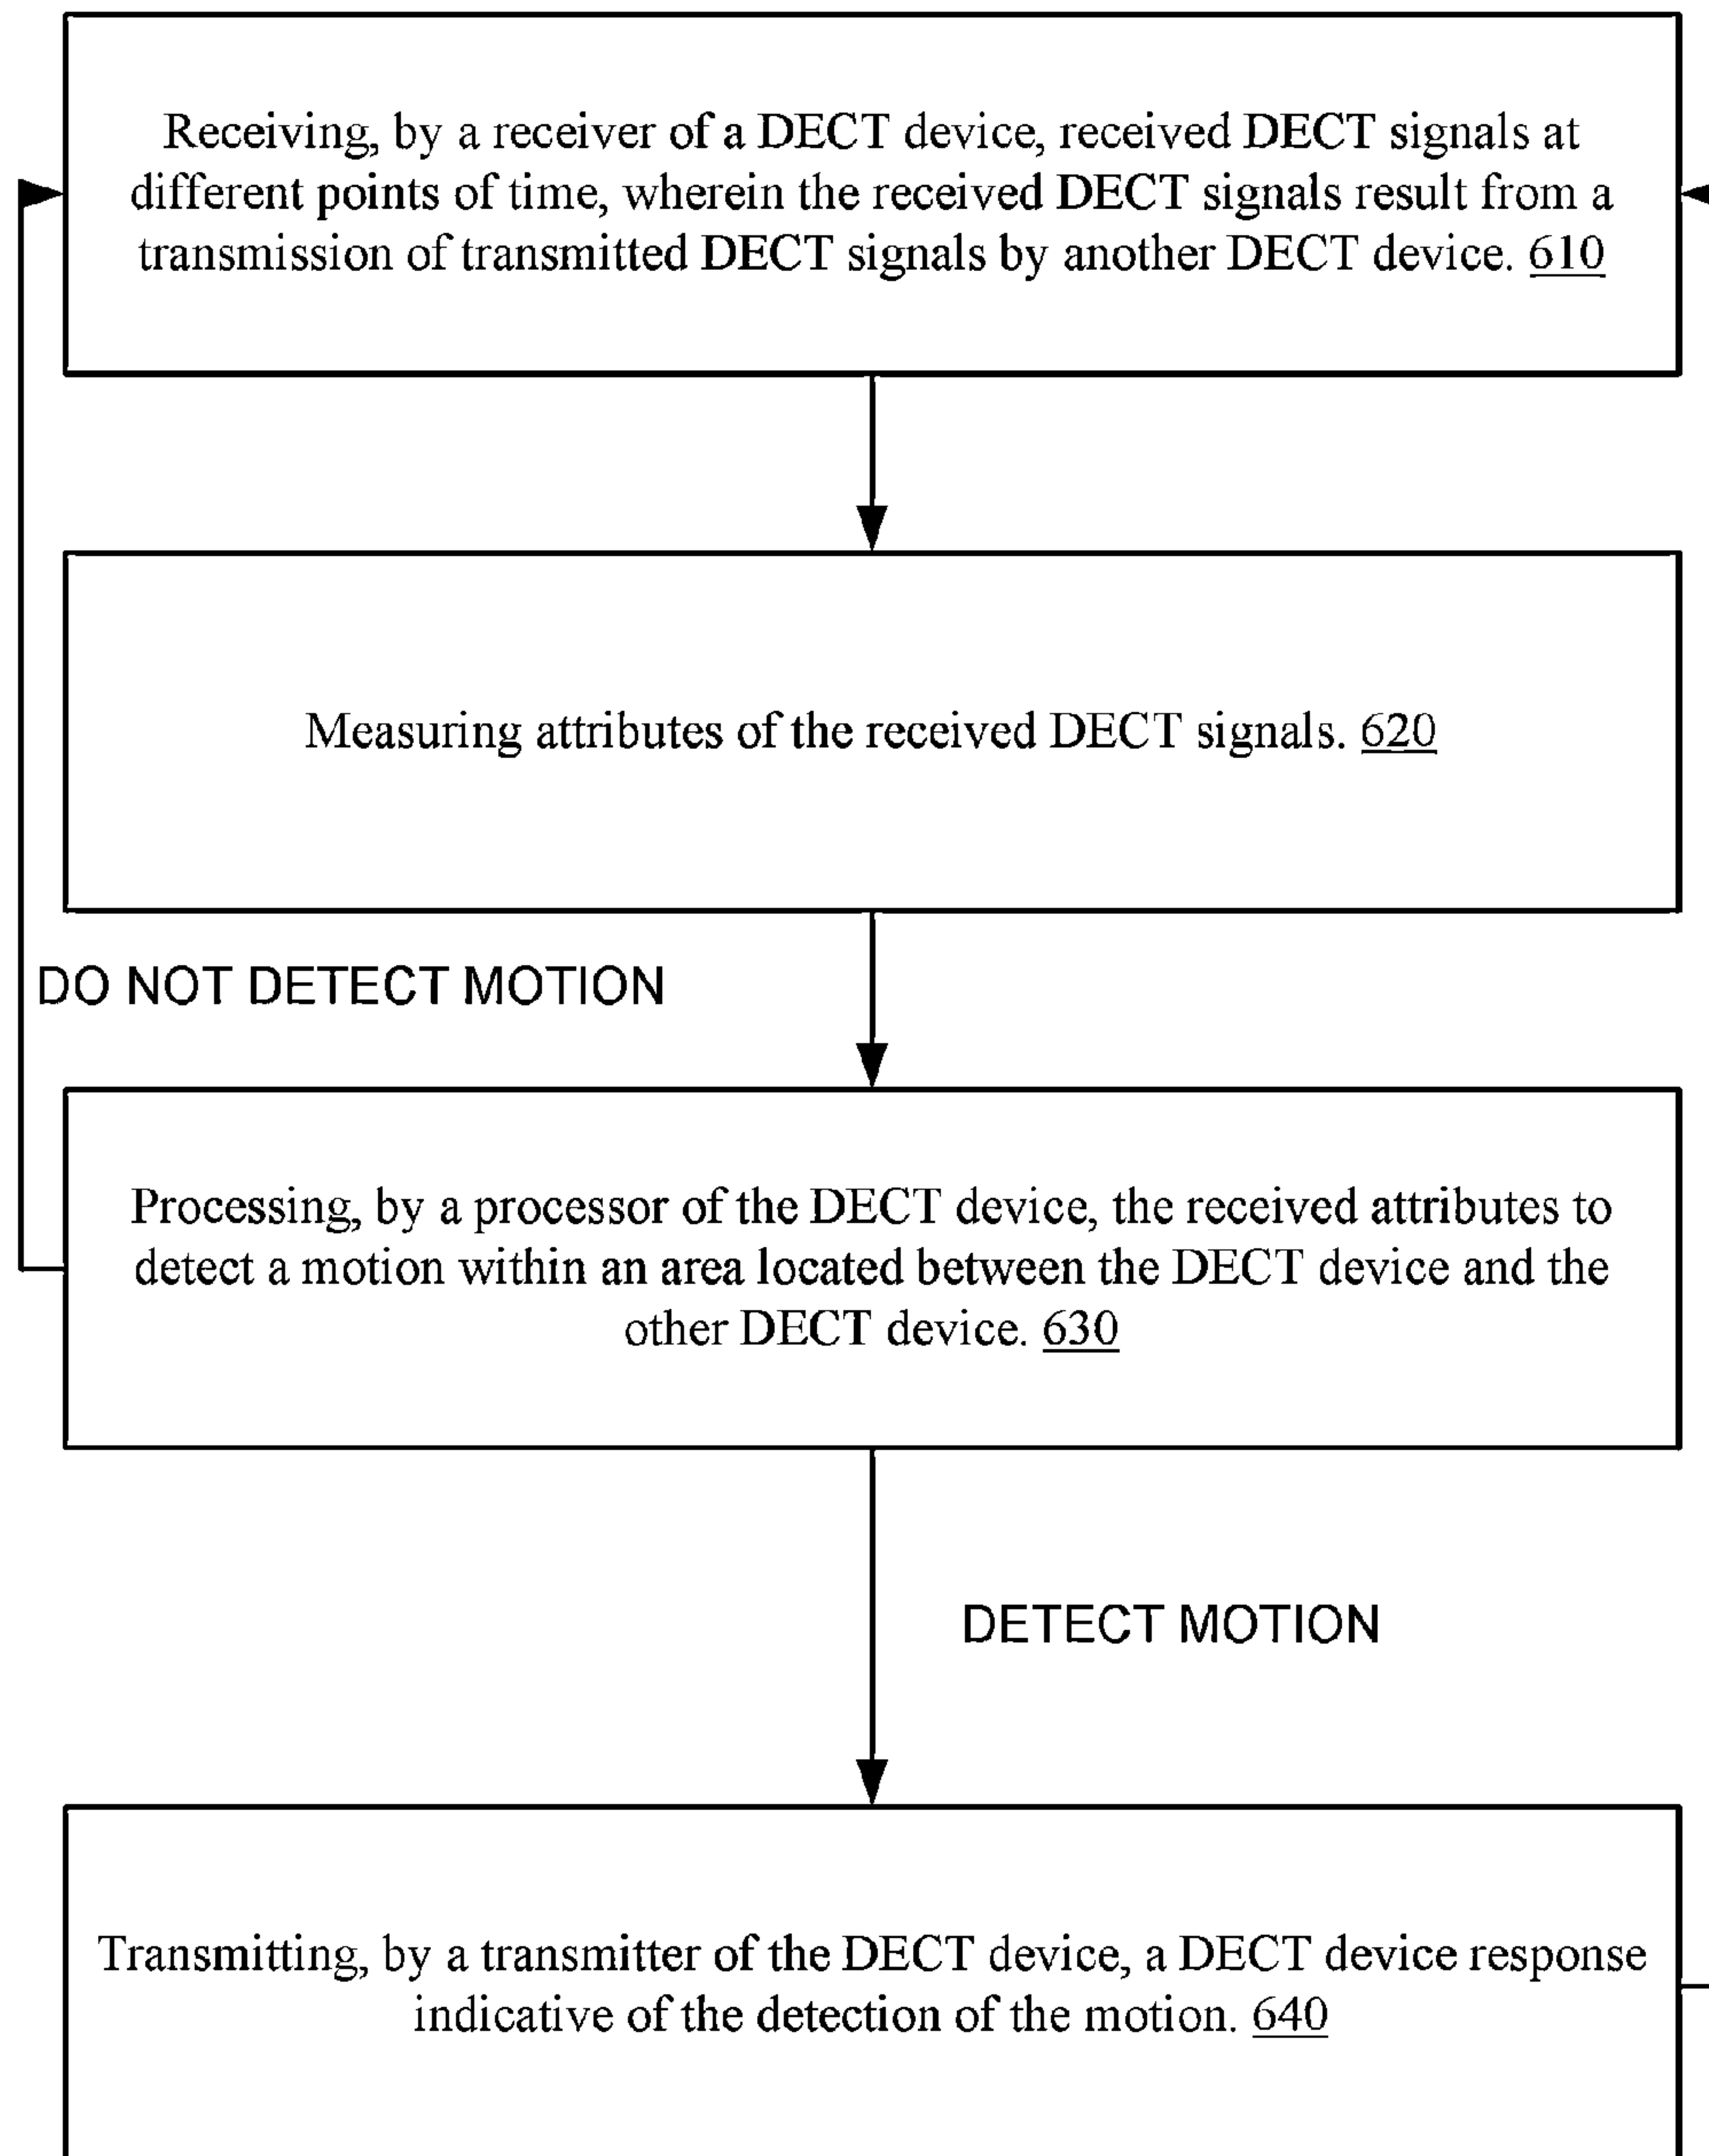 Receiving, by a receiver of a DECT device, received DECT signals at
different points of time, wherein the received DECT signals result from a
transmission of transmitted DECT signals by another DECT device. 610
Measuring attributes of the received DECT signals. 620
DO NOT DETECT MOTION
Processing, by a processor of the DECT device, the received attributes to
detect a motion within an area located between the DECT device and the
other DECT device. 630
DETECT MOTION
Transmitting, by a transmitter of the DECT device, a DECT device response
indicative of the detection of the motion. 640